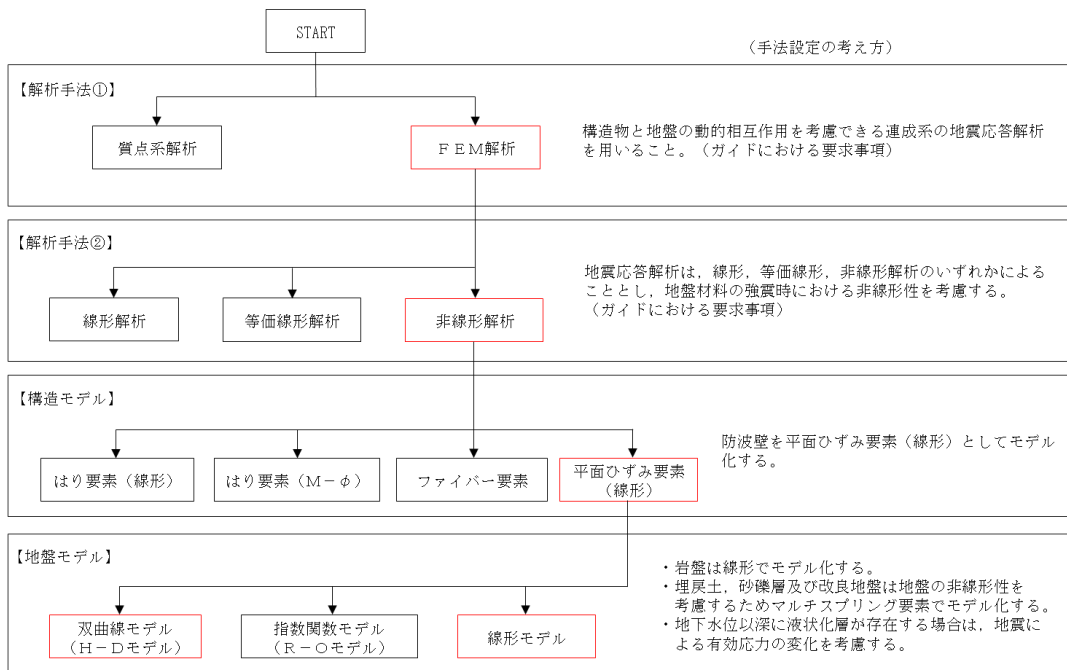 START
(手法設定の考え方)
【解析手法①】
質点系解析
FEM解析
構造物と地盤の動的相互作用を考慮できる連成系の地震応答解析
を用いること。(ガイドにおける要求事項)
【解析手法②】
線形解析
等価線形解析
非線形解析
地震応答解析は,線形,等価線形,非線形解析のいずれかによる
こととし,地盤材料の強震時における非線形性を考慮する。
(ガイドにおける要求事項)
【構造モデル】
はり要素(線形)
はり要素(M-φ)
ファイバー要素
平面ひずみ要素
(線形)
防波壁を平面ひずみ要素(線形)としてモデル
化する。
【地盤モデル】
双曲線モデル
(H-Dモデル)
指数関数モデル
(R-Oモデル)
線形モデル
・岩盤は線形でモデル化する。
・埋戻土,砂礫層及び改良地盤は地盤の非線形性を
考慮するためマルチスプリング要素でモデル化する。
・地下水位以深に液状化層が存在する場合は,地震に
よる有効応力の変化を考慮する。